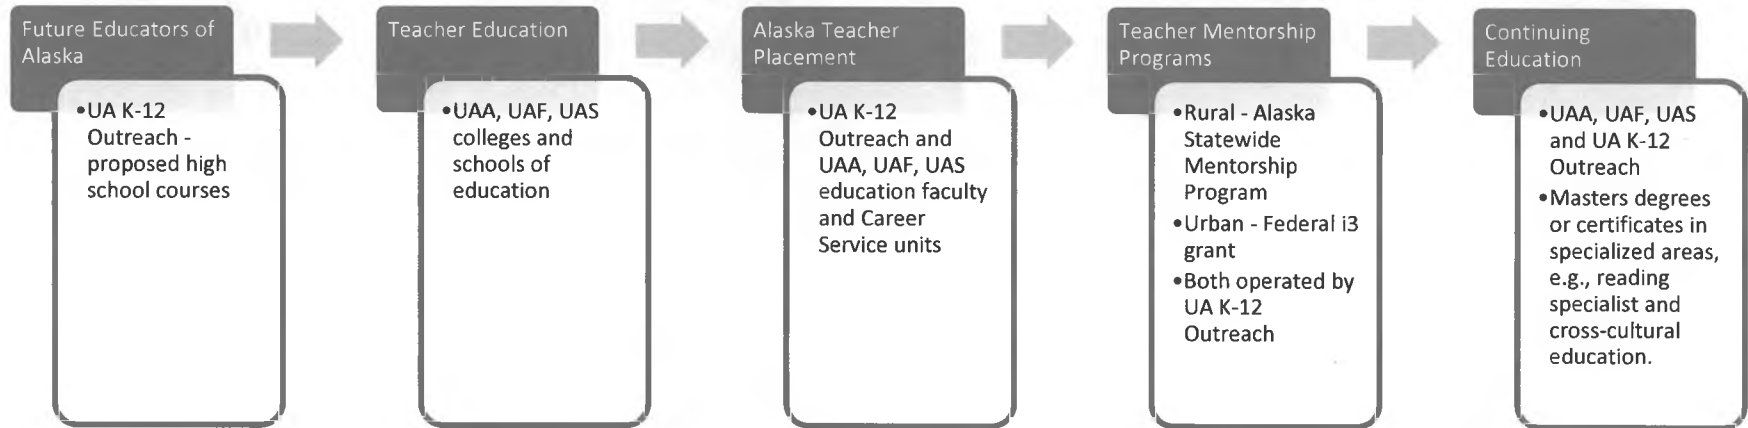 Future Educators of
Alaska
•UA K-12
Outreach -
proposed high
school courses
Teacher Education
•UAA, UAF, UAS
colleges and
schools of
education
Alaska Teacher
Placement
•UA K-12
Outreach and
UAA, UAF, UAS
education faculty
and Career
Service units
Teacher Mentorship
Programs
•Rural - Alaska
Statewide
Mentorship
Program
•Urban - Federal i3
grant
•Both operated by
UA K-12
Outreach
Continuing
Education
•UAA, UAF, UAS
and UA K-12
Outreach
•Masters degrees
or certificates in
specialized areas,
e.g., reading
specialist and
cross-cultural
education.